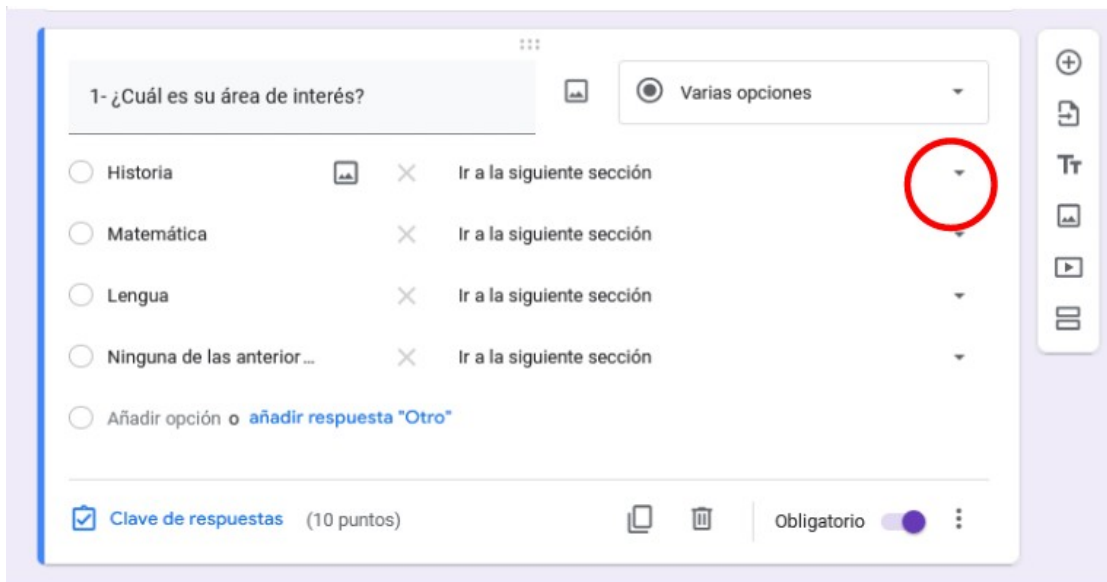 1- ¿Cuál es su área de interés?
Varias opciones
Historia
Ir a la siguiente sección
Matemática
Ir a la siguiente sección
Lengua
Ir a la siguiente sección
Ninguna de las anterior...
Ir a la siguiente sección
Añadir opción o añadir respuesta "Otro"
Clave de respuestas (10 puntos)
Obligatorio
Tт